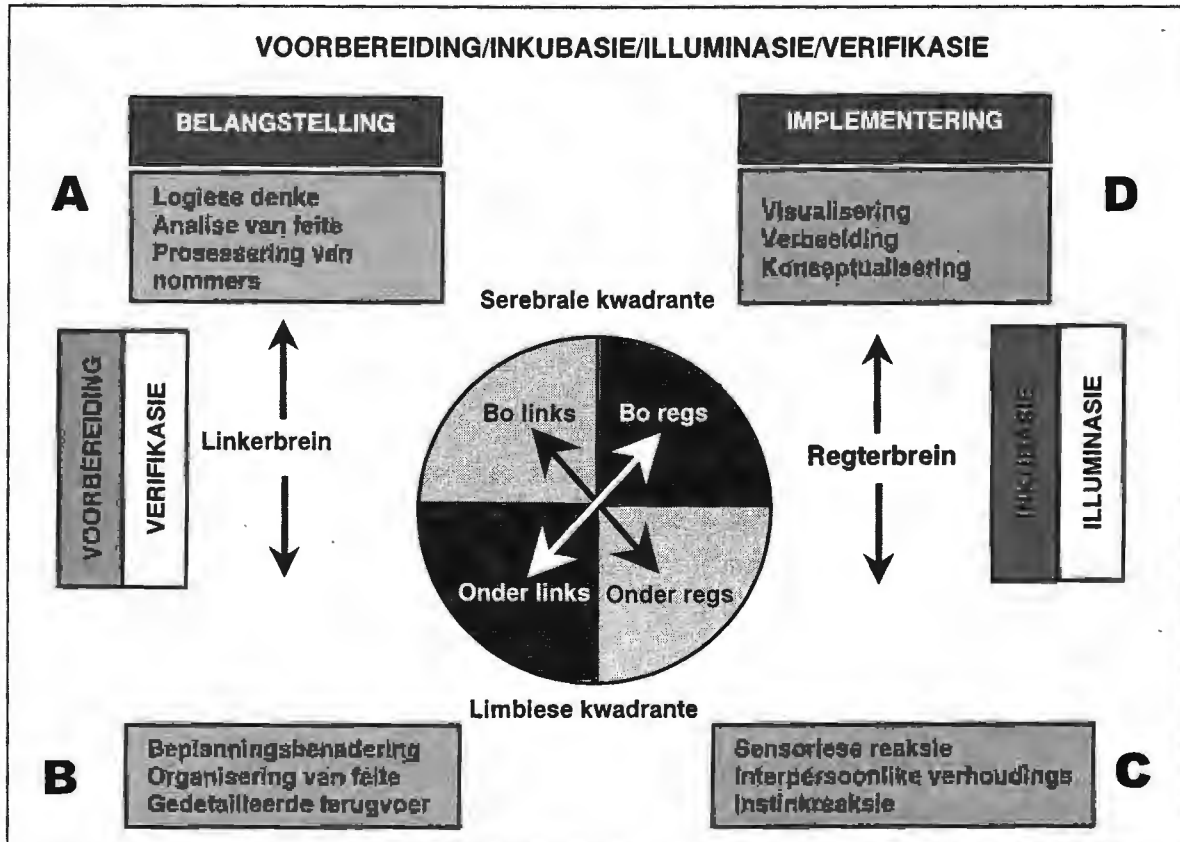 VOORBEREIDING/INKUBASIE/ILLUMINASIE/VERIFIKASIE
BELANGSTELLING
IMPLEMENTERING
A
Logiese denke
Analise van feite
Prosessering van
nommers
D
Visualisering
Verbeelding
Konseptualisering
Serebrale kwadrante
VOORBEREIDING
VERIFIKASIE
Linkerbrein
Bo links
Bo regs
Onder links
Onder regs
Regterbrein
INKUBASIE
ILLUMINASIE
Limbiese kwadrante
B
Beplanningsbenadering
Organisering van feite
Gedetailleerde terugvoer
Sensoriese reaksie
Interpersoonlike verhoudings
Instinkreaksie
C